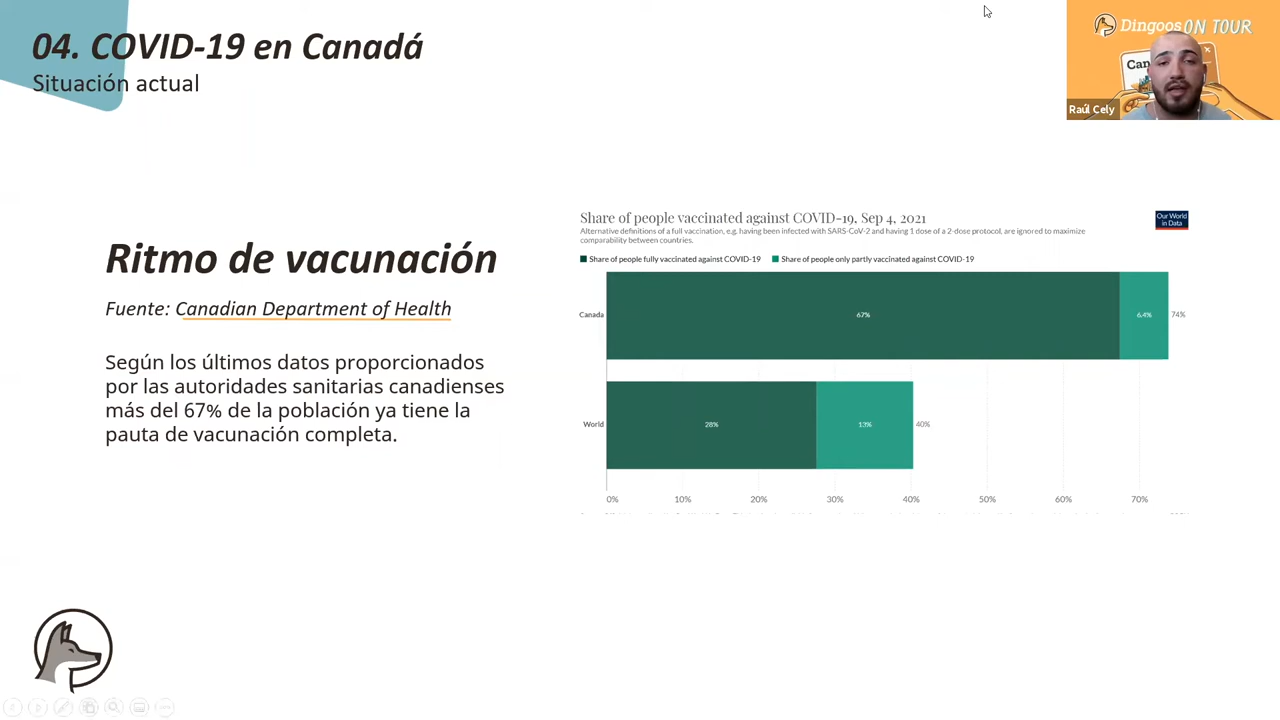 04. COVID-19 en Canadá
Situación actual
Dingoos ON TOUR
Can
Raúl Cely
Ritmo de vacunación
Fuente: Canadian Department of Health
Según los últimos datos proporcionados
por las autoridades sanitarias canadienses
más del 67% de la población ya tiene la
pauta de vacunación completa.
Share of people vaccinated against COVID-19, Sep 4, 2021
Our World
in Data
Alternative definitions of a full vaccination, e.g. having been infected with SARS-CoV-2 and having 1 dose of a 2-dose protocol, are ignored to maximize
comparability between countries.
Share of people fully vaccinated against COVID-19 Share of people only partly vaccinated against COVID-19
Canada 67% 6.4% 74%
World 28% 13% 40%
0% 10% 20% 30% 40% 50% 60% 70%